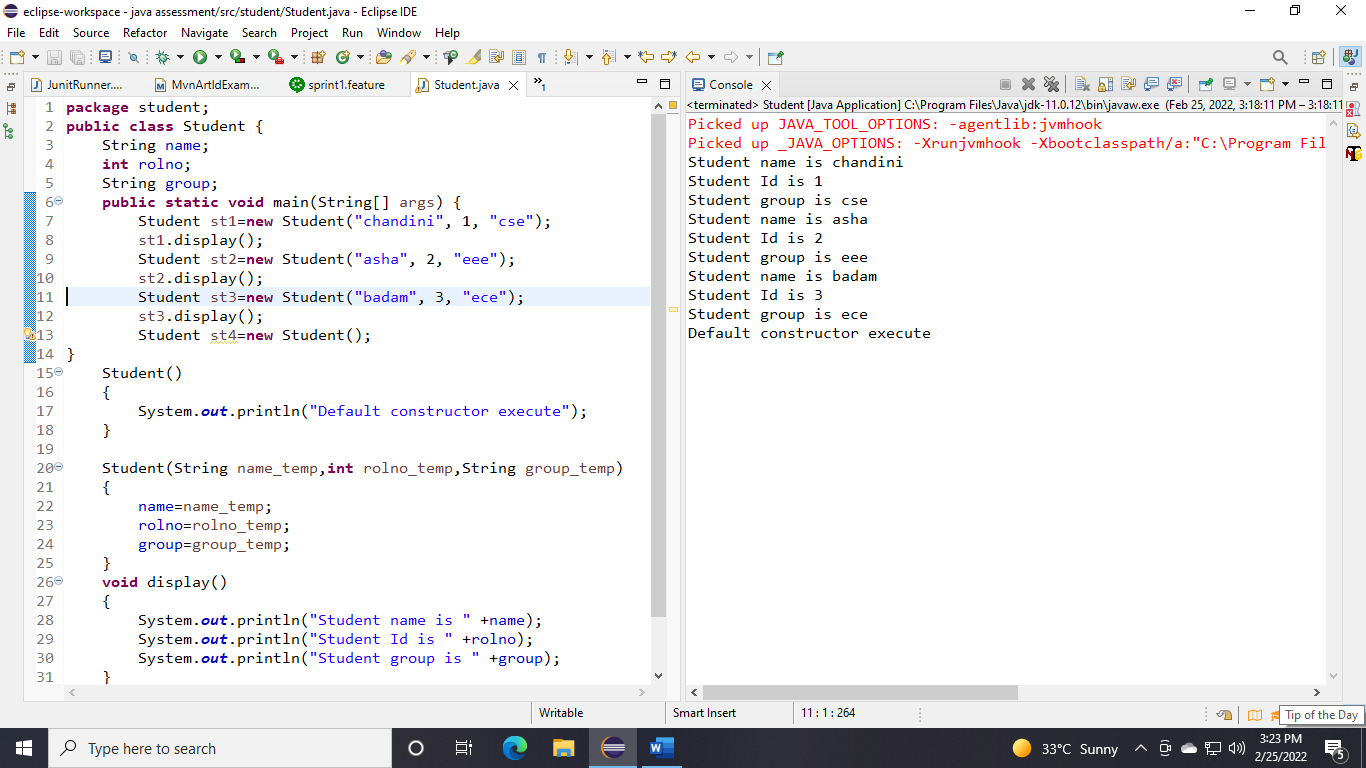 eclipse-workspace - java assessment/src/student/Student.java - Eclipse IDE
File Edit Source Refactor Navigate Search Project Run Window Help
JunitRunner.... MvnArtIdExam... sprint1.feature Student.java »1
1 package student;
2 public class Student {
3 String name;
4 int rolno;
5 String group;
6 public static void main(String[] args) {
7 Student st1=new Student("chandini", 1, "cse");
8 st1.display();
9 Student st2=new Student("asha", 2, "eee");
10 st2.display();
11 Student st3=new Student("badam", 3, "ece");
12 st3.display();
13 Student st4=new Student();
14 }
15 Student()
16 {
17 System.out.println("Default constructor execute");
18 }
19
20 Student(String name_temp,int rolno_temp,String group_temp)
21 {
22 name=name_temp;
23 rolno=rolno_temp;
24 group=group_temp;
25 }
26 void display()
27 {
28 System.out.println("Student name is " +name);
29 System.out.println("Student Id is " +rolno);
30 System.out.println("Student group is " +group);
31 }
Console
<terminated> Student [Java Application] C:\Program Files\Java\jdk-11.0.12\bin\javaw.exe (Feb 25, 2022, 3:18:11 PM – 3:18:11
Picked up JAVA_TOOL_OPTIONS: -agentlib:jvmhook
Picked up _JAVA_OPTIONS: -Xrunjvmhook -Xbootclasspath/a:"C:\Program Fil
Student name is chandini
Student Id is 1
Student group is cse
Student name is asha
Student Id is 2
Student group is eee
Student name is badam
Student Id is 3
Student group is ece
Default constructor execute
Writable Smart Insert 11 : 1 : 264
Tip of the Day
Type here to search
33°C Sunny
3:23 PM
2/25/2022
5